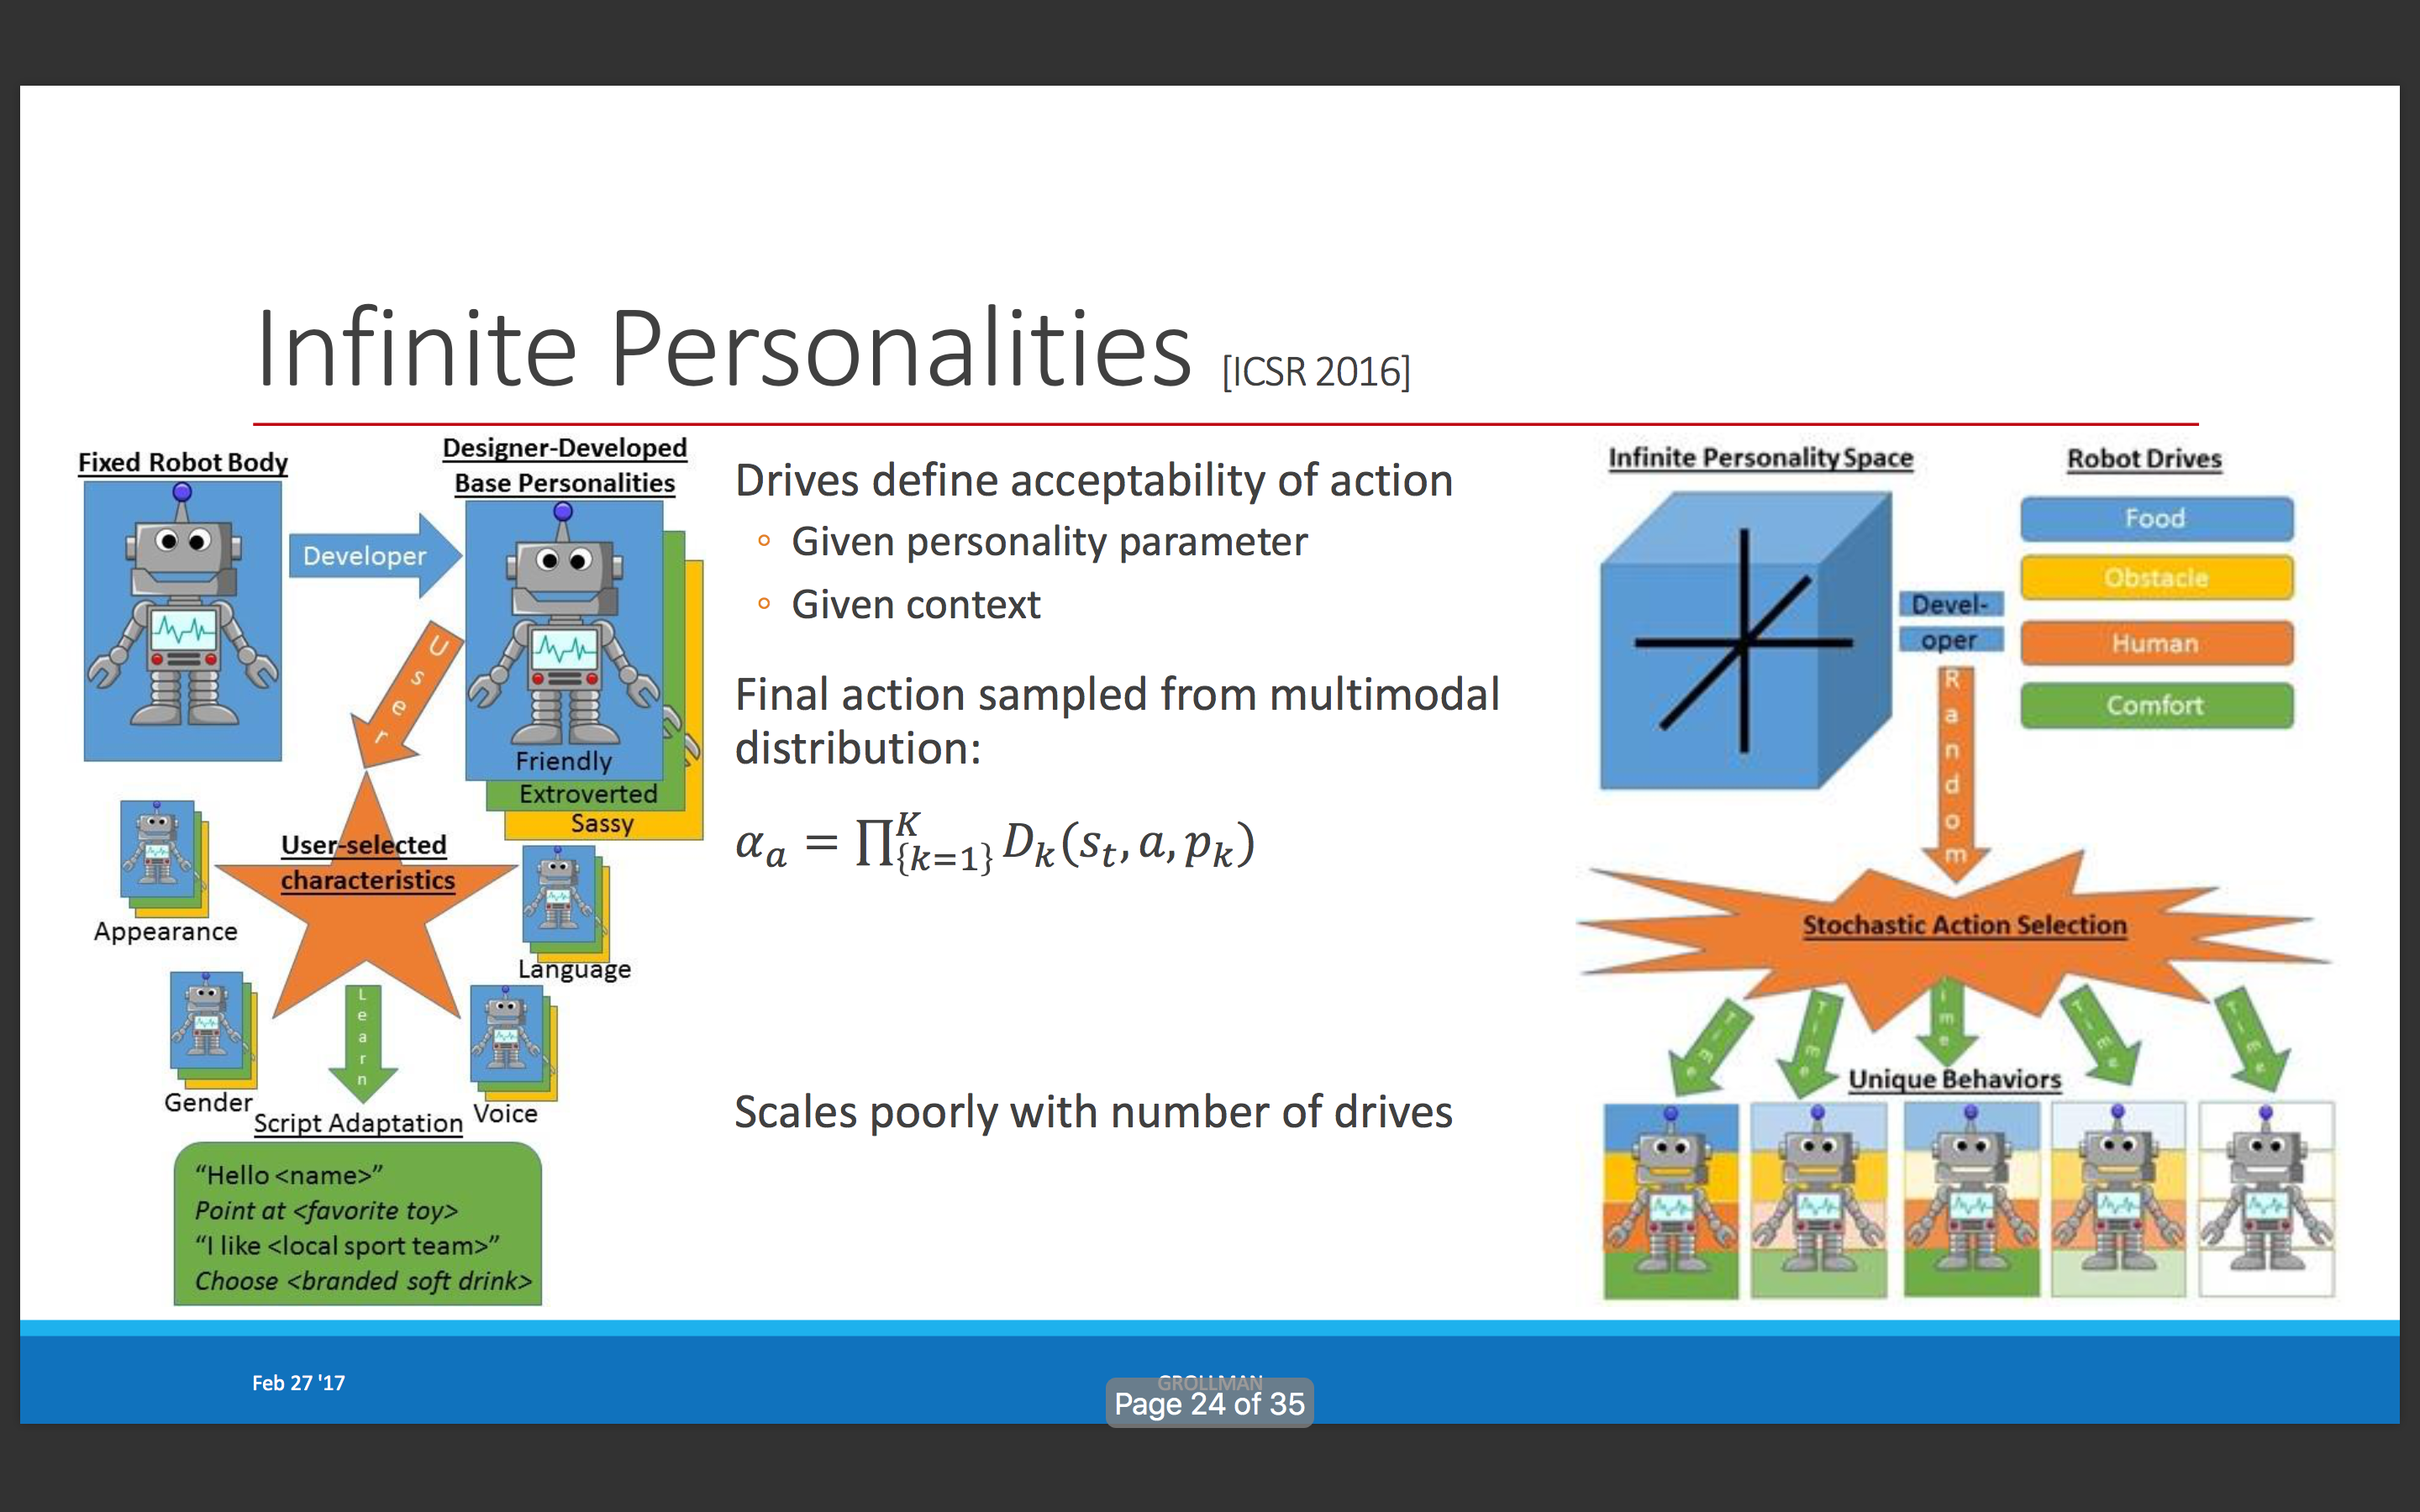 Infinite Personalities [ICSR 2016]
Fixed Robot Body
Developer
Designer-Developed
Base Personalities
Friendly
Extroverted
Sassy
User
User-selected
characteristics
Appearance
Language
Gender
Voice
Learn
Script Adaptation
“Hello <name>”
Point at <favorite toy>
“I like <local sport team>”
Choose <branded soft drink>
Drives define acceptability of action
◦ Given personality parameter
◦ Given context
Final action sampled from multimodal
distribution:
αₐ = ∏_{k=1}^K D_k(s_t, a, p_k)
Scales poorly with number of drives
Infinite Personality Space
Robot Drives
Food
Obstacle
Human
Comfort
Devel-
oper
Random
Stochastic Action Selection
Time
Time
Time
Time
Time
Unique Behaviors
Feb 27 '17
GROLLMAN
Page 24 of 35